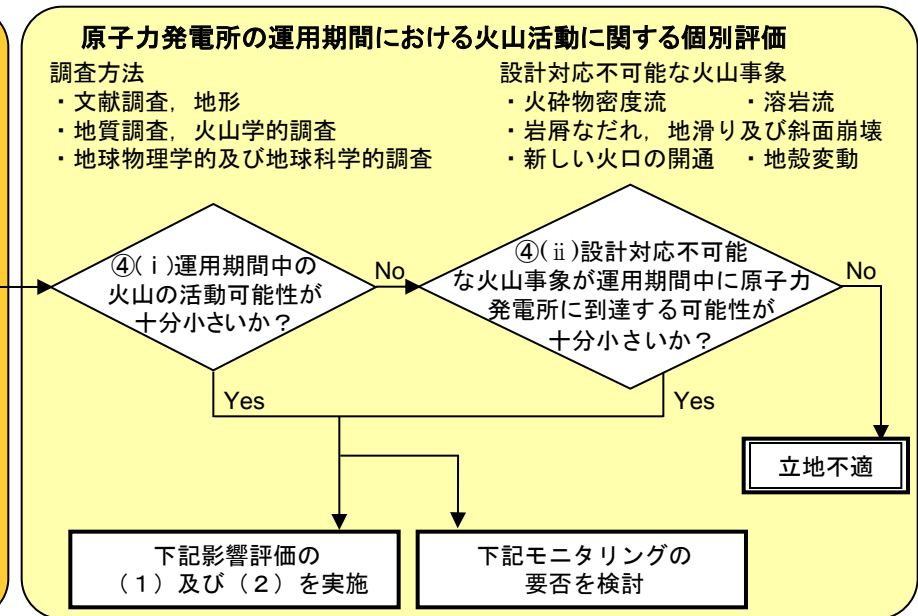 原子力発電所の運用期間における火山活動に関する個別評価
調査方法
・文献調査，地形
・地質調査，火山学的調査
・地球物理学的及び地球科学的調査
設計対応不可能な火山事象
・火砕物密度流 ・溶岩流
・岩屑なだれ，地滑り及び斜面崩壊
・新しい火口の開通 ・地殻変動
④(ⅰ)運用期間中の
火山の活動可能性が
十分小さいか？
No
④(ⅱ)設計対応不可能
な火山事象が運用期間中に原子力
発電所に到達する可能性が
十分小さいか？
No
Yes
Yes
立地不適
下記影響評価の
（１）及び（２）を実施
下記モニタリングの
要否を検討